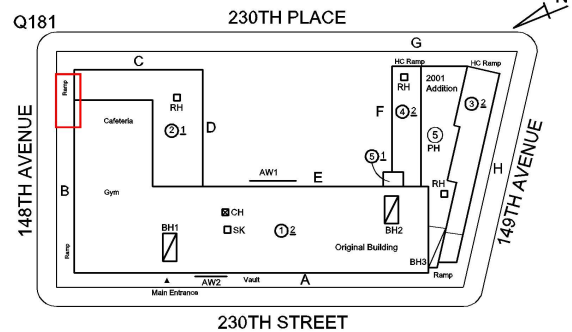 Q181
230TH PLACE
N
G
C
HC Ramp
HC Ramp
Ramp
RH
RH
2001
Addition
Cafeteria
F
4 2
3 2
2 1
D
5
PH
5 1
148TH AVENUE
149TH AVENUE
B
Gym
AW1
E
RH
H
CH
SK
1 2
BH1
BH2
Original Building
Ramp
BH3
AW2
Vault
A
Ramp
Main Entrance
230TH STREET